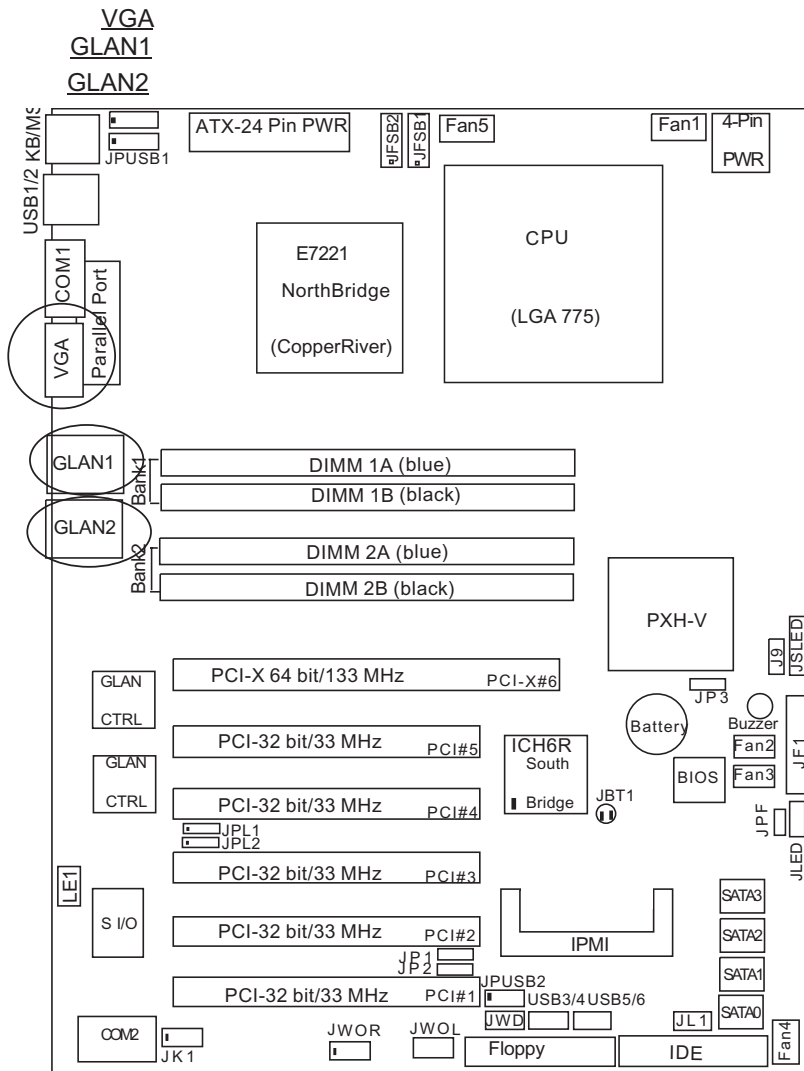 VGA
GLAN1
GLAN2
KB/MS
JPUSB1
ATX-24 Pin PWR
JFSB2
JFSB1
Fan5
Fan1
4-Pin
PWR
USB1/2
COM1
Parallel Port
VGA
E7221
NorthBridge
(CopperRiver)
CPU
(LGA 775)
GLAN1
GLAN2
Bank1
DIMM 1A (blue)
DIMM 1B (black)
Bank2
DIMM 2A (blue)
DIMM 2B (black)
PXH-V
J9
JSLED
GLAN
CTRL
PCI-X 64 bit/133 MHz
PCI-X#6
JP3
Battery
Buzzer
PCI-32 bit/33 MHz
PCI#5
ICH6R
South
Bridge
Fan2
JF1
GLAN
CTRL
BIOS
Fan3
PCI-32 bit/33 MHz
PCI#4
JBT1
JPF
JLED
JPL1
JPL2
PCI-32 bit/33 MHz
PCI#3
LE1
S I/O
SATA3
PCI-32 bit/33 MHz
PCI#2
IPMI
SATA2
JP1
JP2
SATA1
PCI-32 bit/33 MHz
PCI#1
JPUSB2
USB3/4
USB5/6
SATA0
COM2
JK1
JWOR
JWOL
JWD
JL1
Floppy
IDE
Fan4